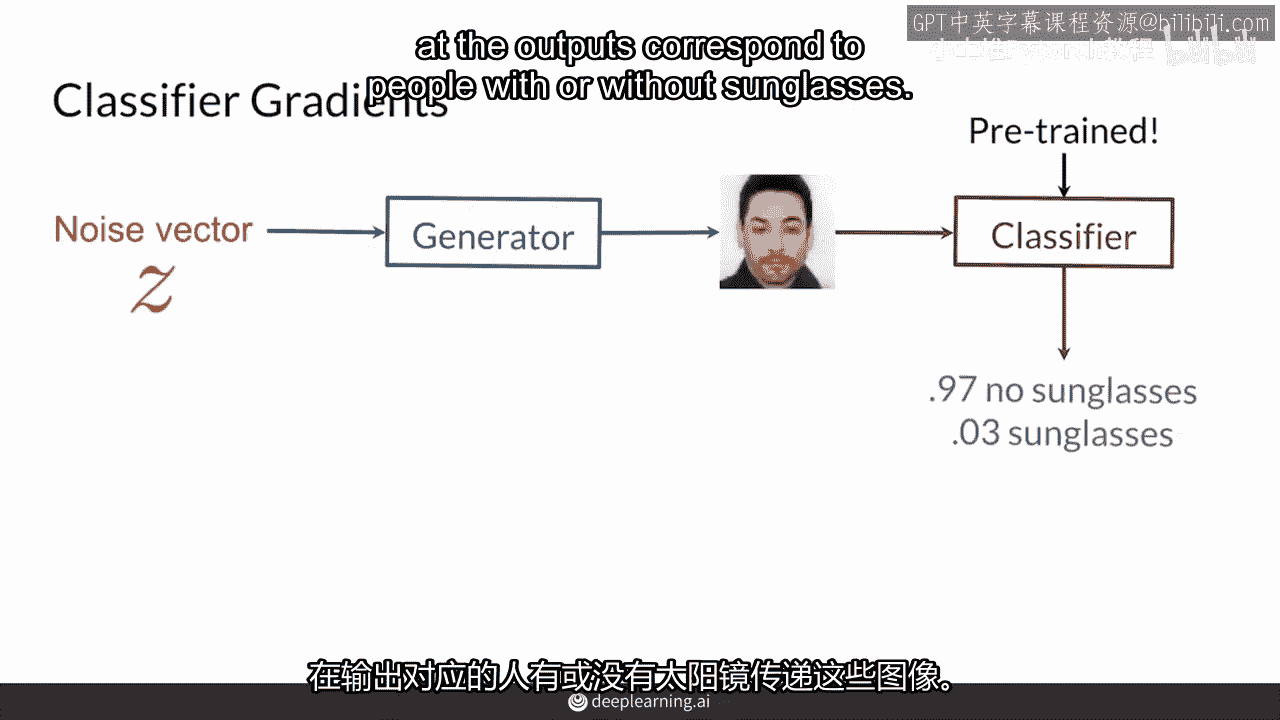 GPT中英字幕课程资源@bilibili.com
at the outputs correspond to
people with or without sunglasses.
Classifier Gradients
Pre-trained!
Noise vector
z
Generator
Classifier
.97 no sunglasses
.03 sunglasses
在输出对应的人有或没有太阳镜传递这些图像。
deeplearning.ai